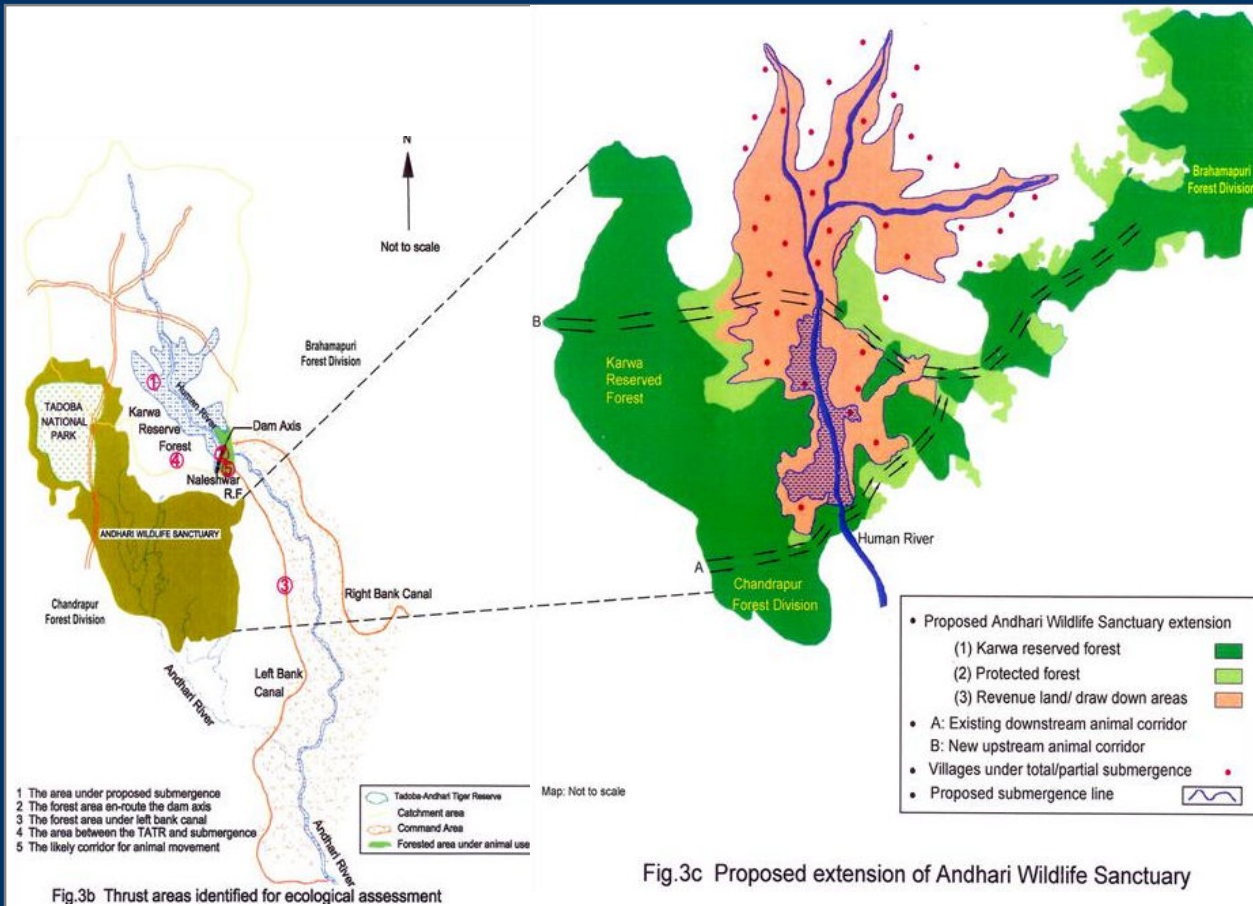 N
Not to scale
Brahamapuri
Forest Division
TADOBA
NATIONAL
PARK
1
Human River
Karwa
Reserve
Forest
4
Dam Axis
5
Naleshwar
R.F
ANDHARI WILDLIFE SANCTUARY
3
Right Bank Canal
Chandrapur
Forest Division
Left Bank
Canal
Andhari River
Andhari River
1 The area under proposed submergence
2 The forest area en-route the dam axis
3 The forest area under left bank canal
4 The area between the TATR and submergence
5 The likely corridor for animal movement
Tadoba-Andhari Tiger Reserve
Catchment area
Command Area
Forested area under animal use
Fig.3b Thrust areas identified for ecological assessment
Brahamapuri
Forest Division
B
Karwa
Reserved
Forest
Human River
A
Chandrapur
Forest Division
• Proposed Andhari Wildlife Sanctuary extension
(1) Karwa reserved forest
(2) Protected forest
(3) Revenue land/ draw down areas
• A: Existing downstream animal corridor
B: New upstream animal corridor
• Villages under total/partial submergence
• Proposed submergence line
Map: Not to scale
Fig.3c Proposed extension of Andhari Wildlife Sanctuary